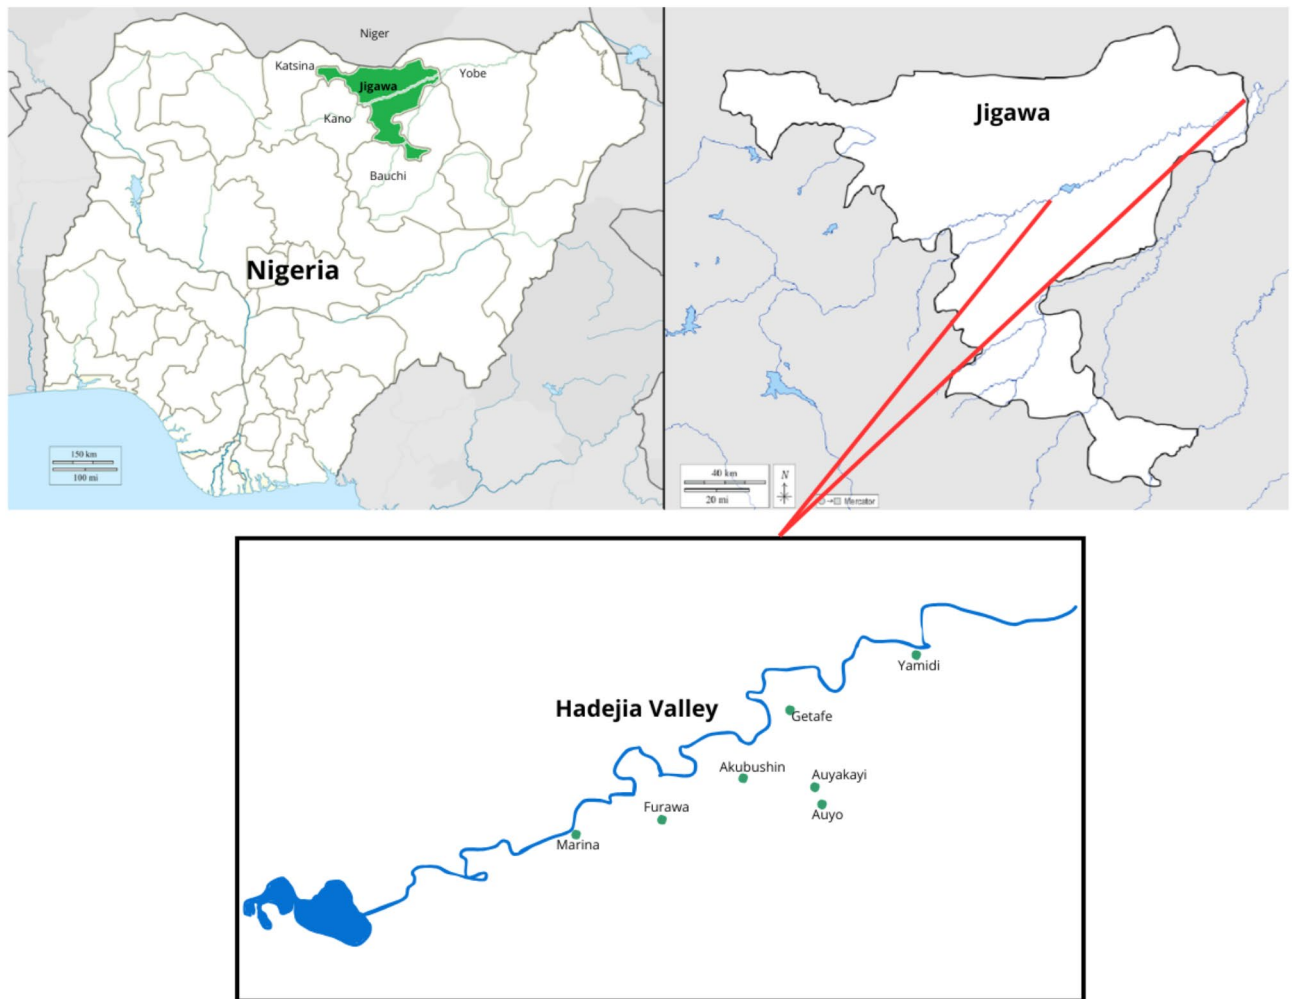 Niger
Katsina
Jigawa
Yobe
Kano
Bauchi
Nigeria
150 km
100 mi
Jigawa
40 km
20 mi
N
Mercator
Hadejia Valley
Yamidi
Getafe
Akubushin
Auyakayi
Furawa
Auyo
Marina